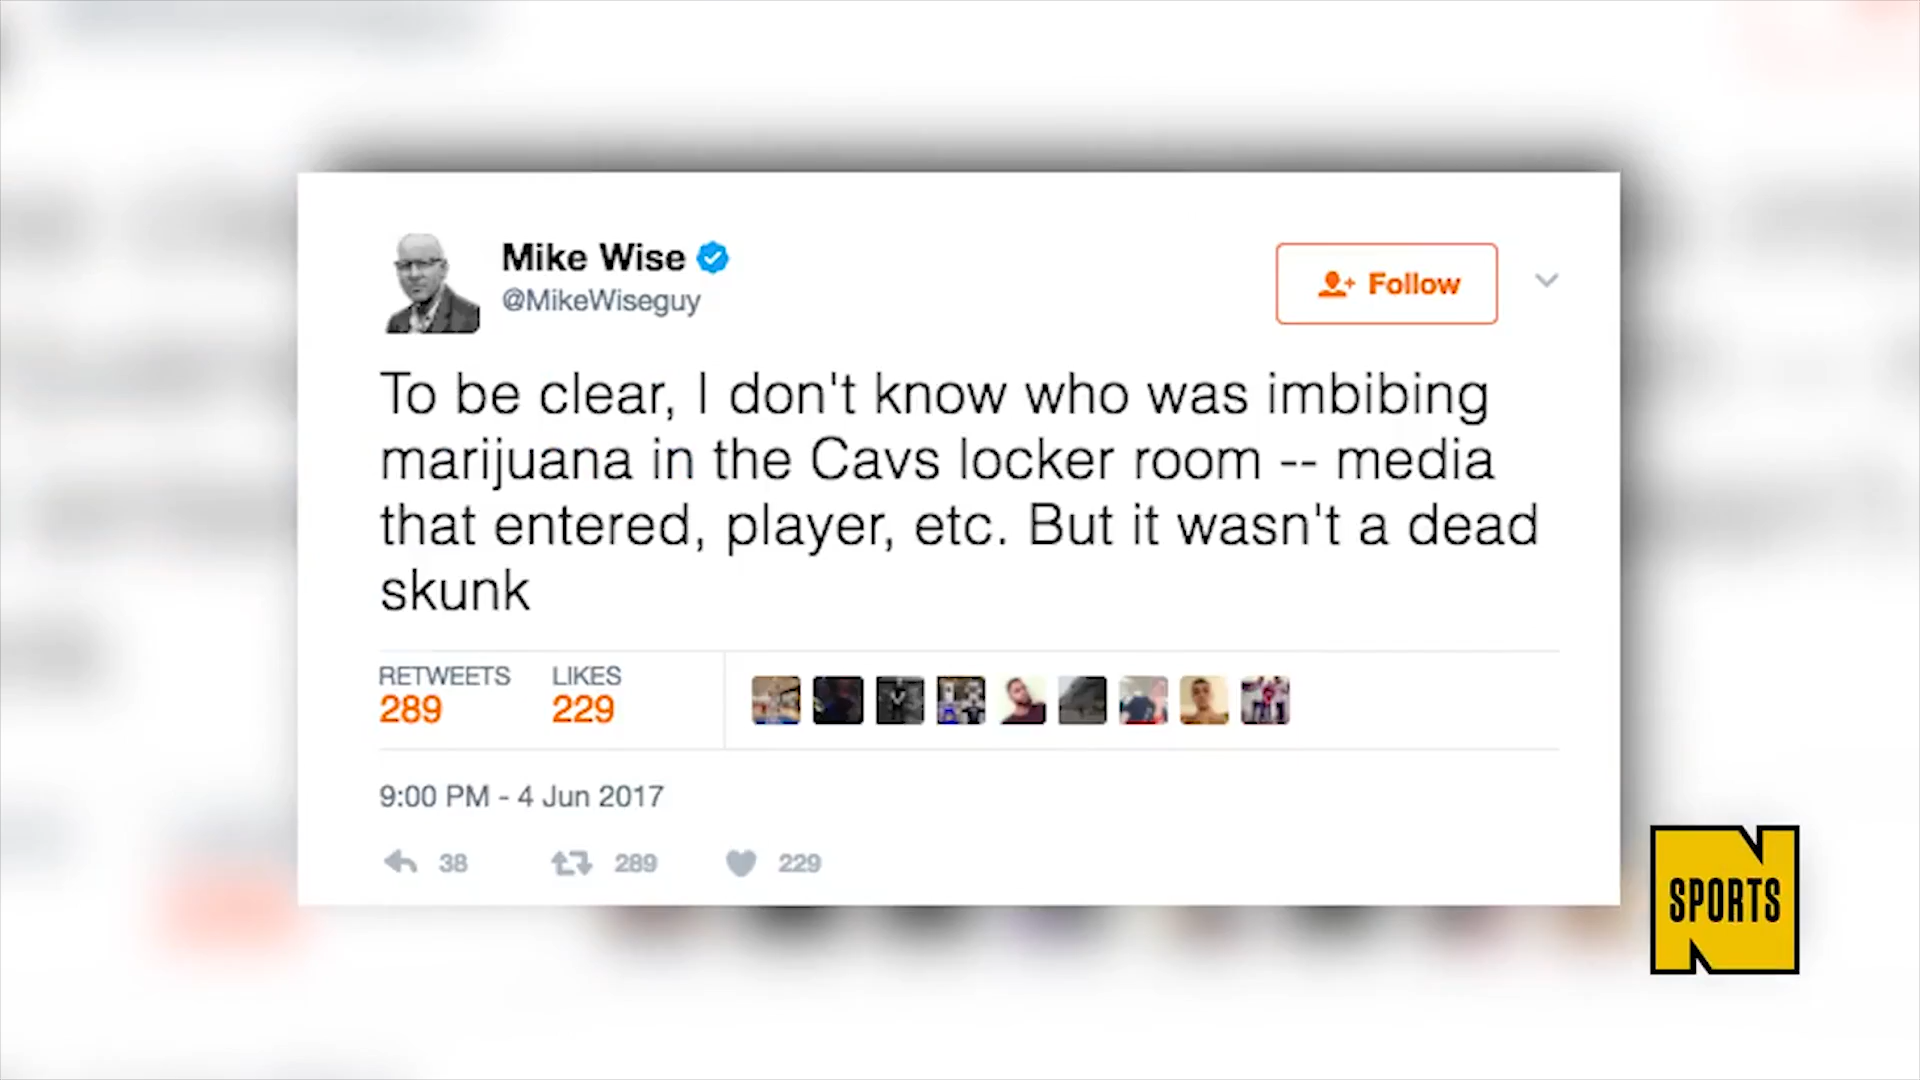 Mike Wise
@MikeWiseguy
Follow
To be clear, I don't know who was imbibing
marijuana in the Cavs locker room -- media
that entered, player, etc. But it wasn't a dead
skunk
RETWEETS LIKES
289 229
9:00 PM - 4 Jun 2017
38 289 229
SPORTS